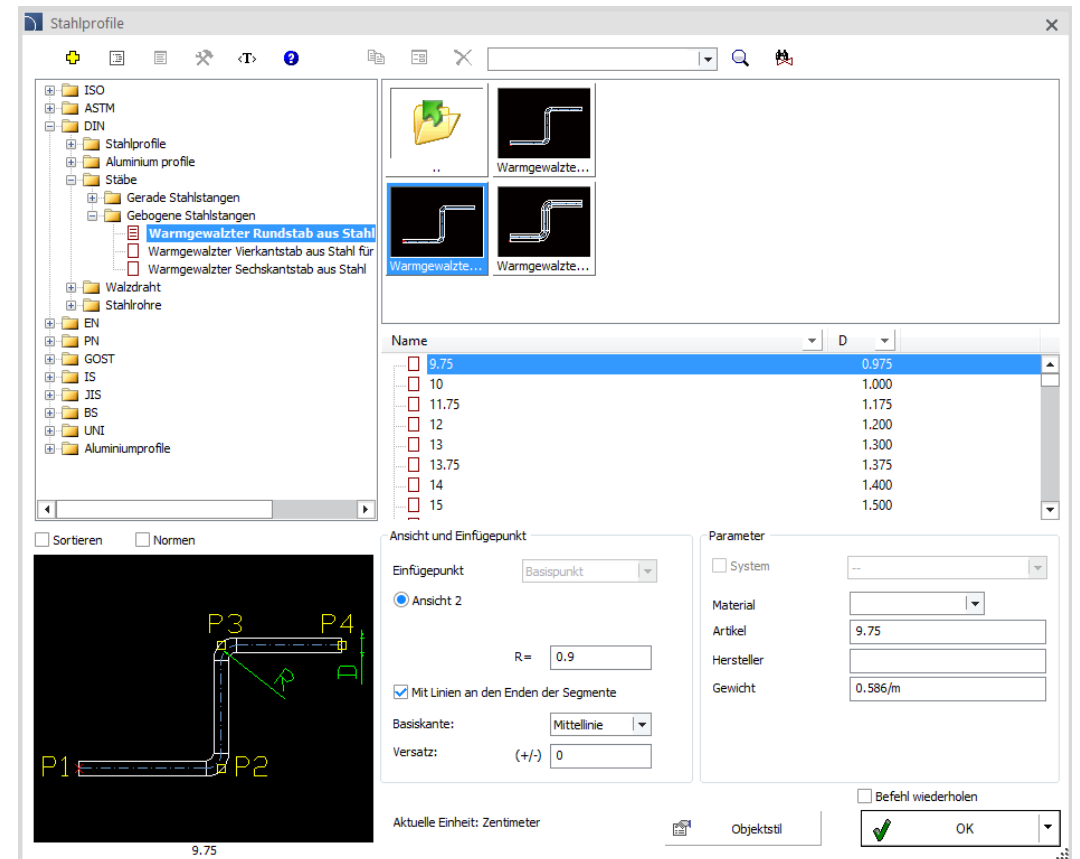 Stahlprofile
‹T›
ISO
ASTM
DIN
Stahlprofile
Aluminium profile
Stäbe
Gerade Stahlstangen
Gebogene Stahlstangen
Warmgewalzter Rundstab aus Stahl
Warmgewalzter Vierkantstab aus Stahl für
Warmgewalzter Sechskantstab aus Stahl
Walzdraht
Stahlrohre
EN
PN
GOST
IS
JIS
BS
UNI
Aluminiumprofile
..
Warmgewalzte...
Warmgewalzte...
Warmgewalzte...
Name D
9.75 0.975
10 1.000
11.75 1.175
12 1.200
13 1.300
13.75 1.375
14 1.400
15 1.500
Sortieren Normen
P3 P4
R D
P1 P2
9.75
Ansicht und Einfügepunkt
Einfügepunkt Basispunkt
Ansicht 2
R= 0.9
Mit Linien an den Enden der Segmente
Basiskante: Mittellinie
Versatz: (+/-) 0
Parameter
System --
Material
Artikel 9.75
Hersteller
Gewicht 0.586/m
Befehl wiederholen
Aktuelle Einheit: Zentimeter
Objektstil
OK